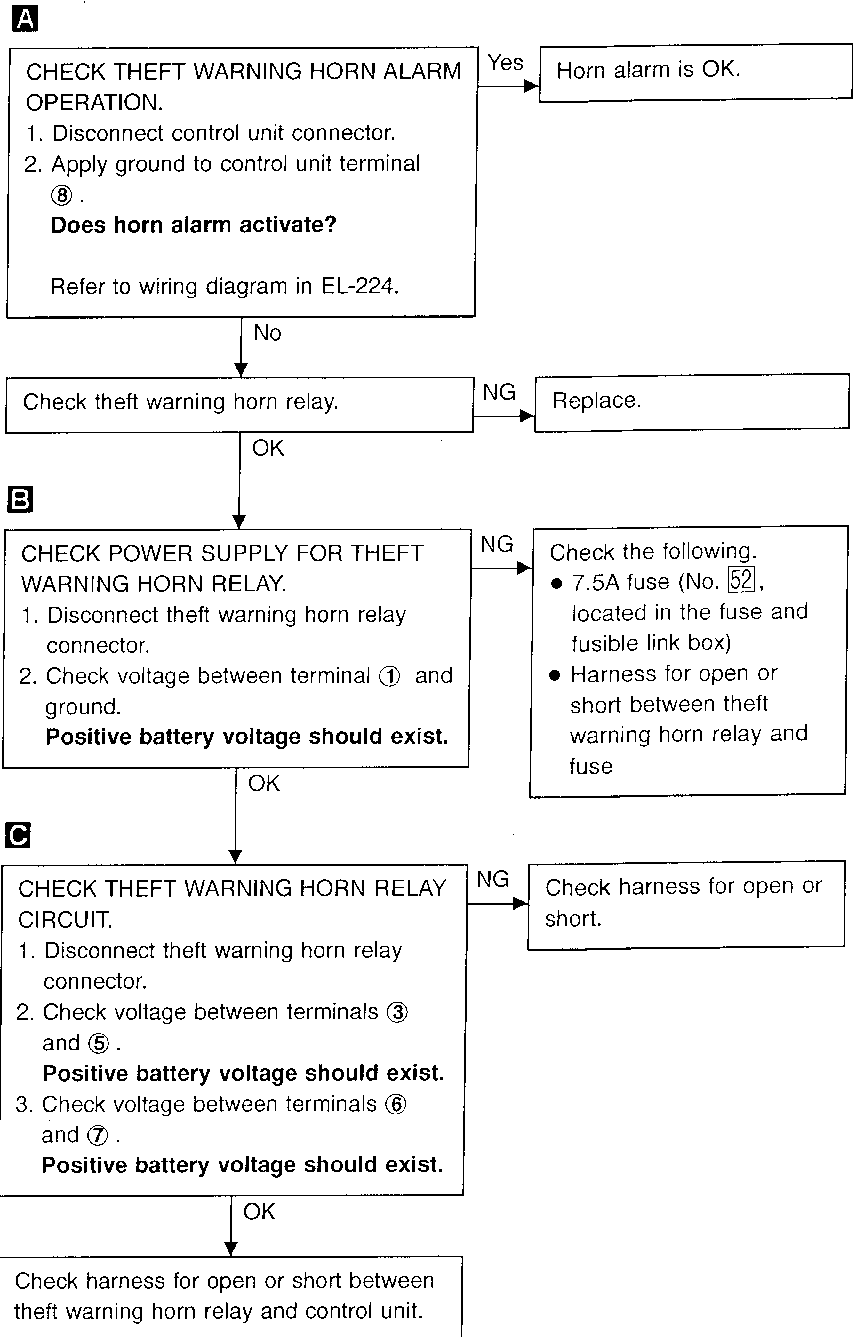 A
CHECK THEFT WARNING HORN ALARM
OPERATION.
1. Disconnect control unit connector.
2. Apply ground to control unit terminal
⑧ .
Does horn alarm activate?
Refer to wiring diagram in EL-224.
Yes
Horn alarm is OK.
No
Check theft warning horn relay.
NG
Replace.
OK
B
CHECK POWER SUPPLY FOR THEFT
WARNING HORN RELAY.
1. Disconnect theft warning horn relay
connector.
2. Check voltage between terminal ① and
ground.
Positive battery voltage should exist.
NG
Check the following.
● 7.5A fuse (No. 52,
located in the fuse and
fusible link box)
● Harness for open or
short between theft
warning horn relay and
fuse
OK
C
CHECK THEFT WARNING HORN RELAY
CIRCUIT.
1. Disconnect theft warning horn relay
connector.
2. Check voltage between terminals ③
and ⑤ .
Positive battery voltage should exist.
3. Check voltage between terminals ⑥
and ⑦ .
Positive battery voltage should exist.
NG
Check harness for open or
short.
OK
Check harness for open or short between
theft warning horn relay and control unit.